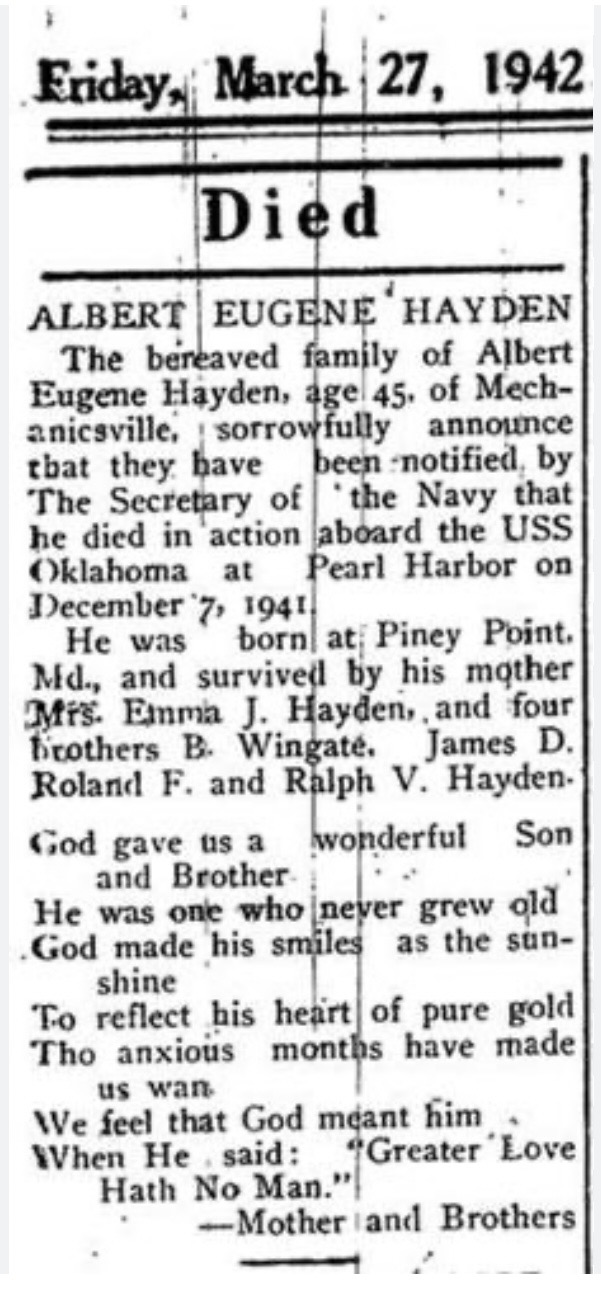 Friday, March 27, 1942
Died
ALBERT EUGENE HAYDEN
The bereaved family of Albert
Eugene Hayden, age 45, of Mech-
anicsville, sorrowfully announce
that they have been notified by
The Secretary of the Navy that
he died in action aboard the USS
Oklahoma at Pearl Harbor on
December 7, 1941.
He was born at Piney Point,
Md., and survived by his mother
Mrs. Emma J. Hayden, and four
brothers B. Wingate, James D.
Roland F. and Ralph V. Hayden.
God gave us a wonderful Son
and Brother
He was one who never grew old
God made his smiles as the sun-
shine
To reflect his heart of pure gold
Tho anxious months have made
us wan
We feel that God meant him
When He said: "Greater Love
Hath No Man."
—Mother and Brothers